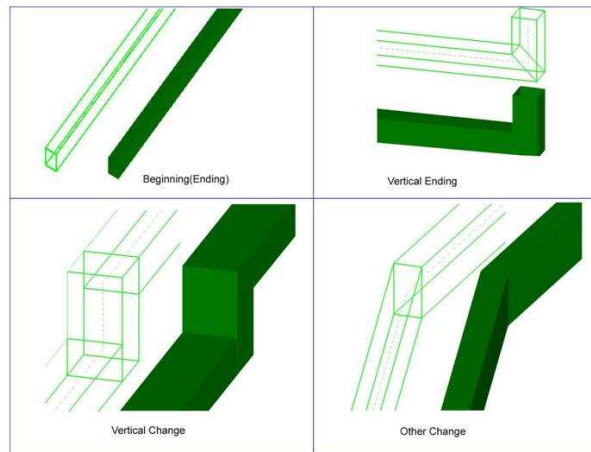 Beginning(Ending)
Vertical Ending
Vertical Change
Other Change